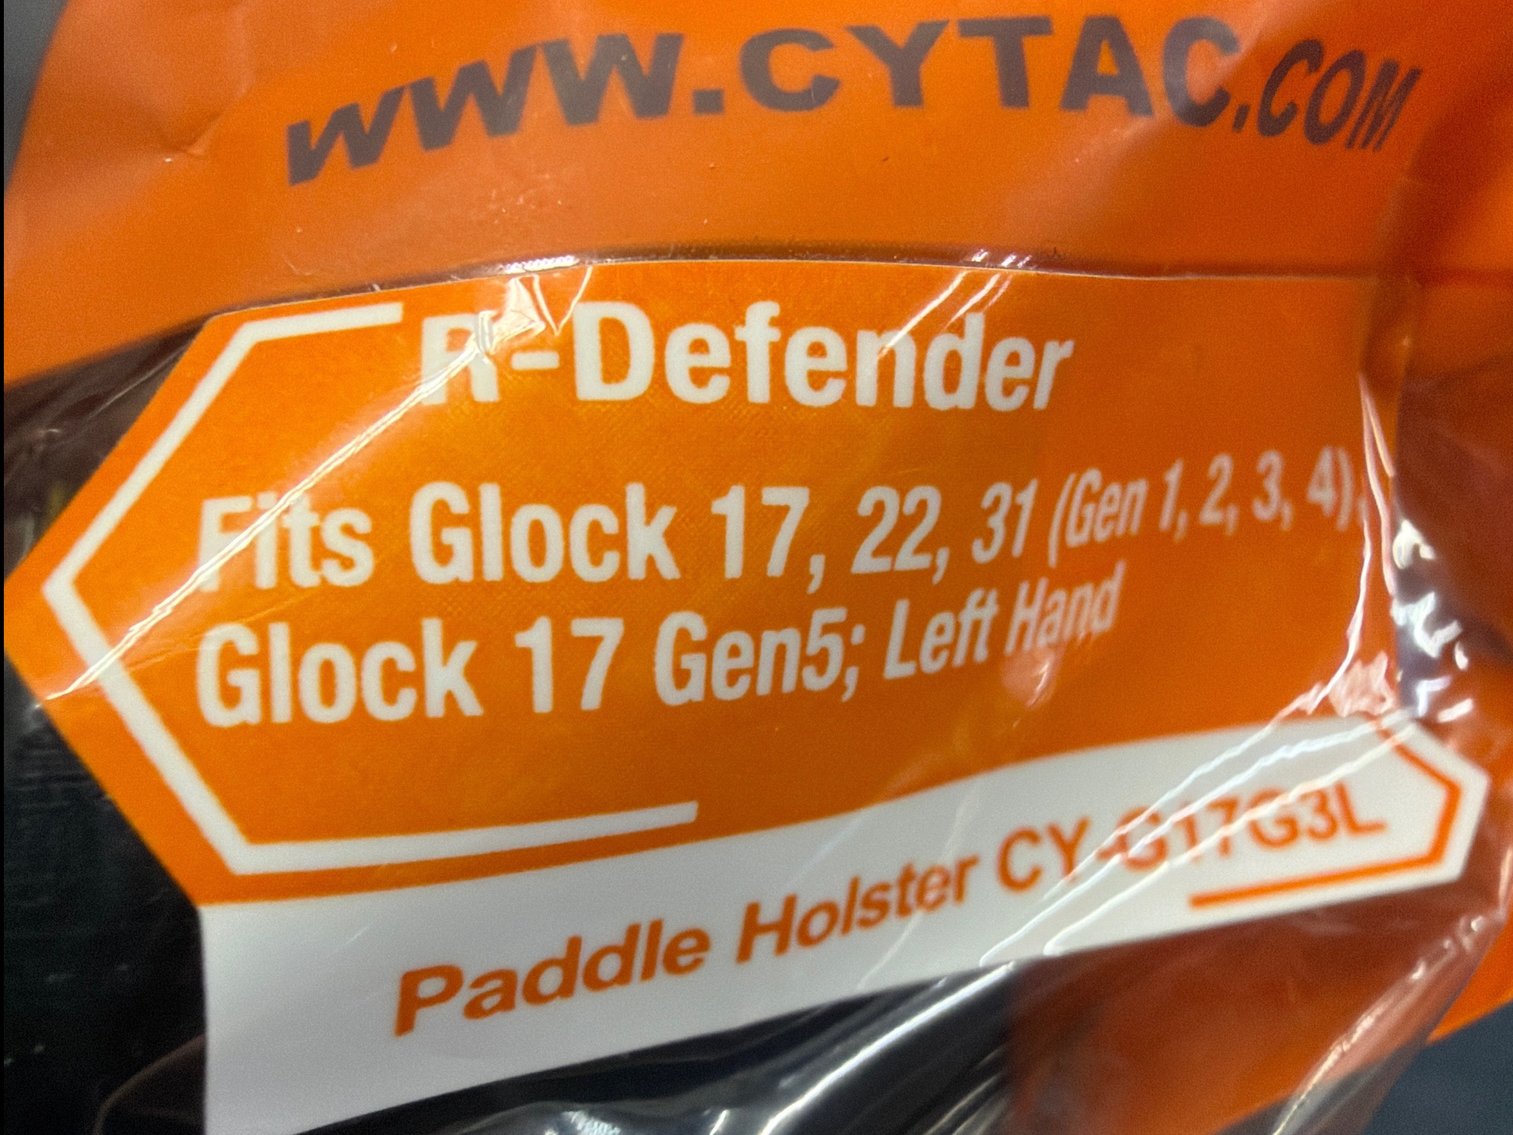 WWW.CYTAC.COM
R-Defender
Fits Glock 17, 22, 31 (Gen 1, 2, 3, 4),
Glock 17 Gen5; Left Hand
Paddle Holster CY-G17G3L